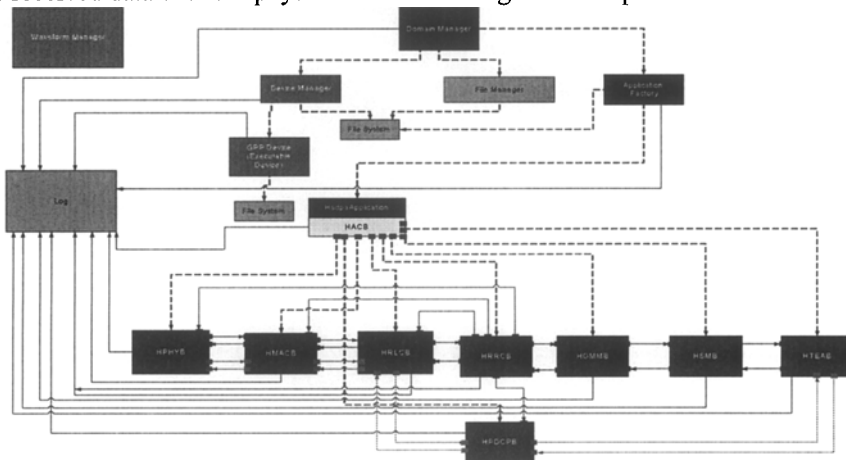 Waveform Manager
Domain Manager
Device Manager
File Manager
Application
Factory
File System
GPP Device
(Executable
Device)
Log
File System
HACB
HPHYB
HMACB
HRLCB
HRRCB
HGMMB
HSMB
HTEAB
HPDCPB